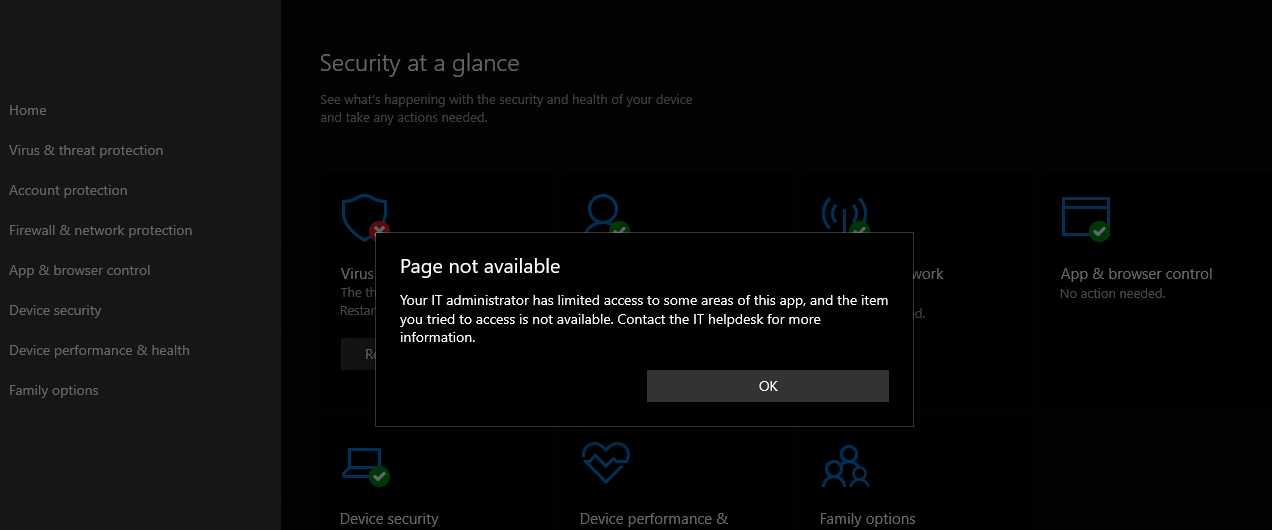 Home
Virus & threat protection
Account protection
Firewall & network protection
App & browser control
Device security
Device performance & health
Family options
Security at a glance
See what's happening with the security and health of your device
and take any actions needed.
Virus
The th
Restar
Re
work
App & browser control
No action needed.
Page not available
Your IT administrator has limited access to some areas of this app, and the item
you tried to access is not available. Contact the IT helpdesk for more
information.
OK
Device security
Device performance &
Family options